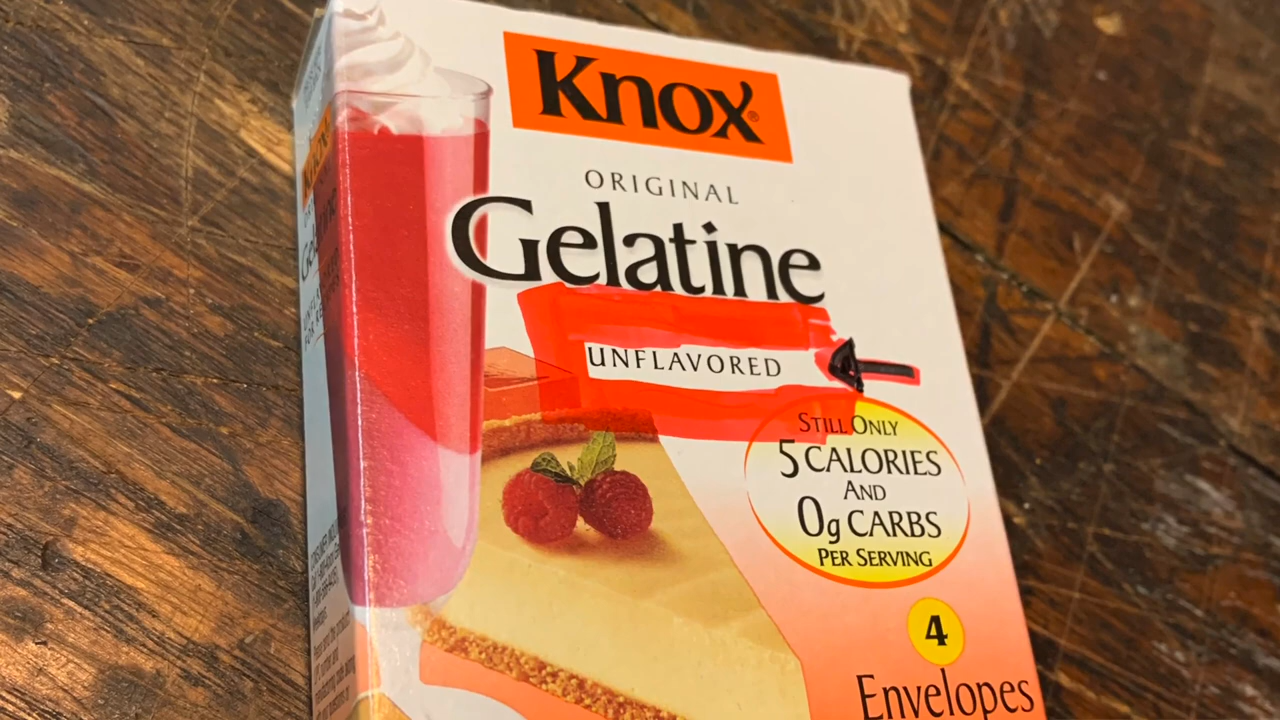 Knox®
ORIGINAL
Gelatine
UNFLAVORED
STILL ONLY
5 CALORIES
AND
0g CARBS
PER SERVING
4
Envelopes